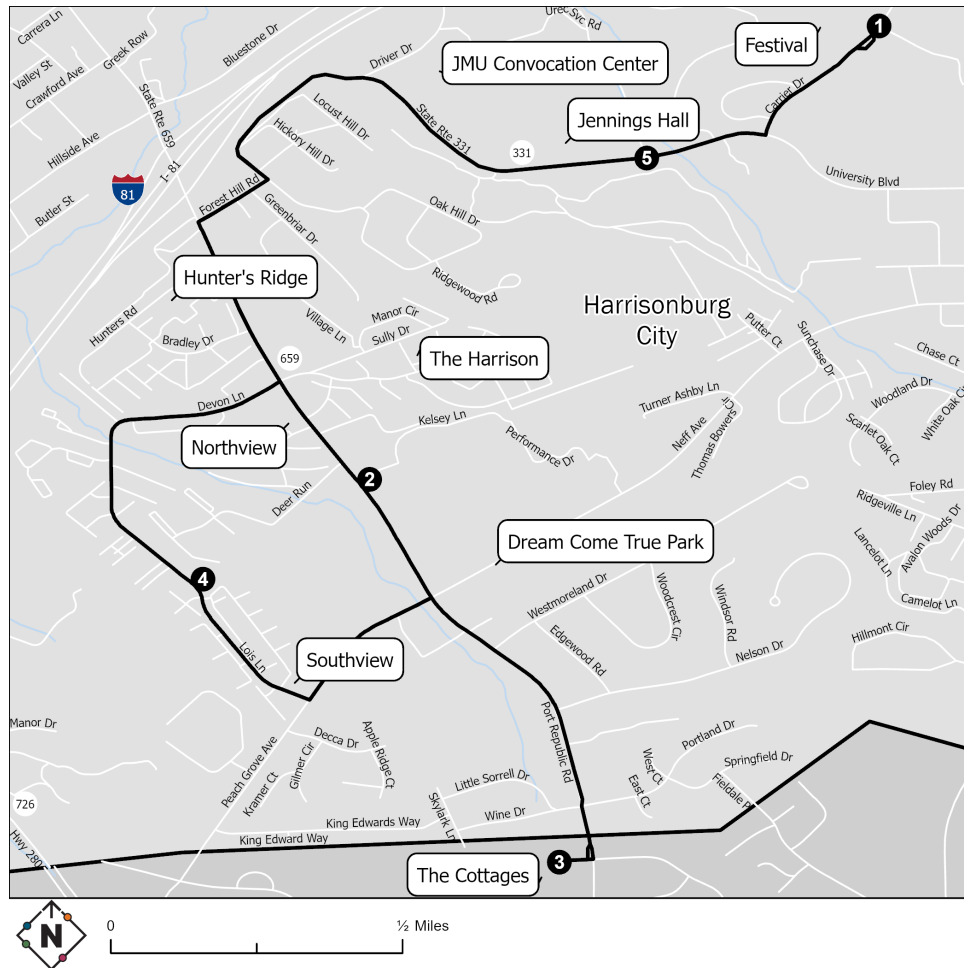 Carrera Ln
Greek Row
Valley St
Crawford Ave
Bluestone Dr
State Rte 659
Hillside Ave
Butler St
I- 81
81
Driver Dr
UreC Svc Rd
JMU Convocation Center
Festival
1
Carrier Dr
Jennings Hall
State Rte 331
331
5
University Blvd
Locust Hill Dr
Hickory Hill Dr
Forest Hill Rd
Greenbriar Dr
Oak Hill Dr
Ridgewood Rd
Hunter's Ridge
Hunters Rd
Bradley Dr
Village Ln
Manor Cir
Sully Dr
659
The Harrison
Harrisonburg
City
Putter Ct
Sunchase Dr
Chase Ct
Woodland Dr
White Oak Cir
Scarlet Oak Ct
Devon Ln
Northview
Kelsey Ln
Performance Dr
Turner Ashby Ln
Neff Ave
Thomas Bowers Cir
2
Deer Run
Foley Rd
Ridgeville Ln
Avalon Woods Dr
Lancelot Ln
Camelot Ln
Hillmont Cir
Dream Come True Park
4
Westmoreland Dr
Woodcrest Cir
Windsor Rd
Edgewood Rd
Nelson Dr
Lois Ln
Southview
Port Republic Rd
Manor Dr
Peach Grove Ave
Kramer Ct
Gilmer Cir
Decca Dr
Apple Ridge Ct
West Ct
East Ct
Portland Dr
Springfield Dr
Fieldale P
Little Sorrell Dr
Skylark Ln
Wine Dr
726
King Edwards Way
King Edward Way
Hwy 280
The Cottages
3
N
0
½ Miles